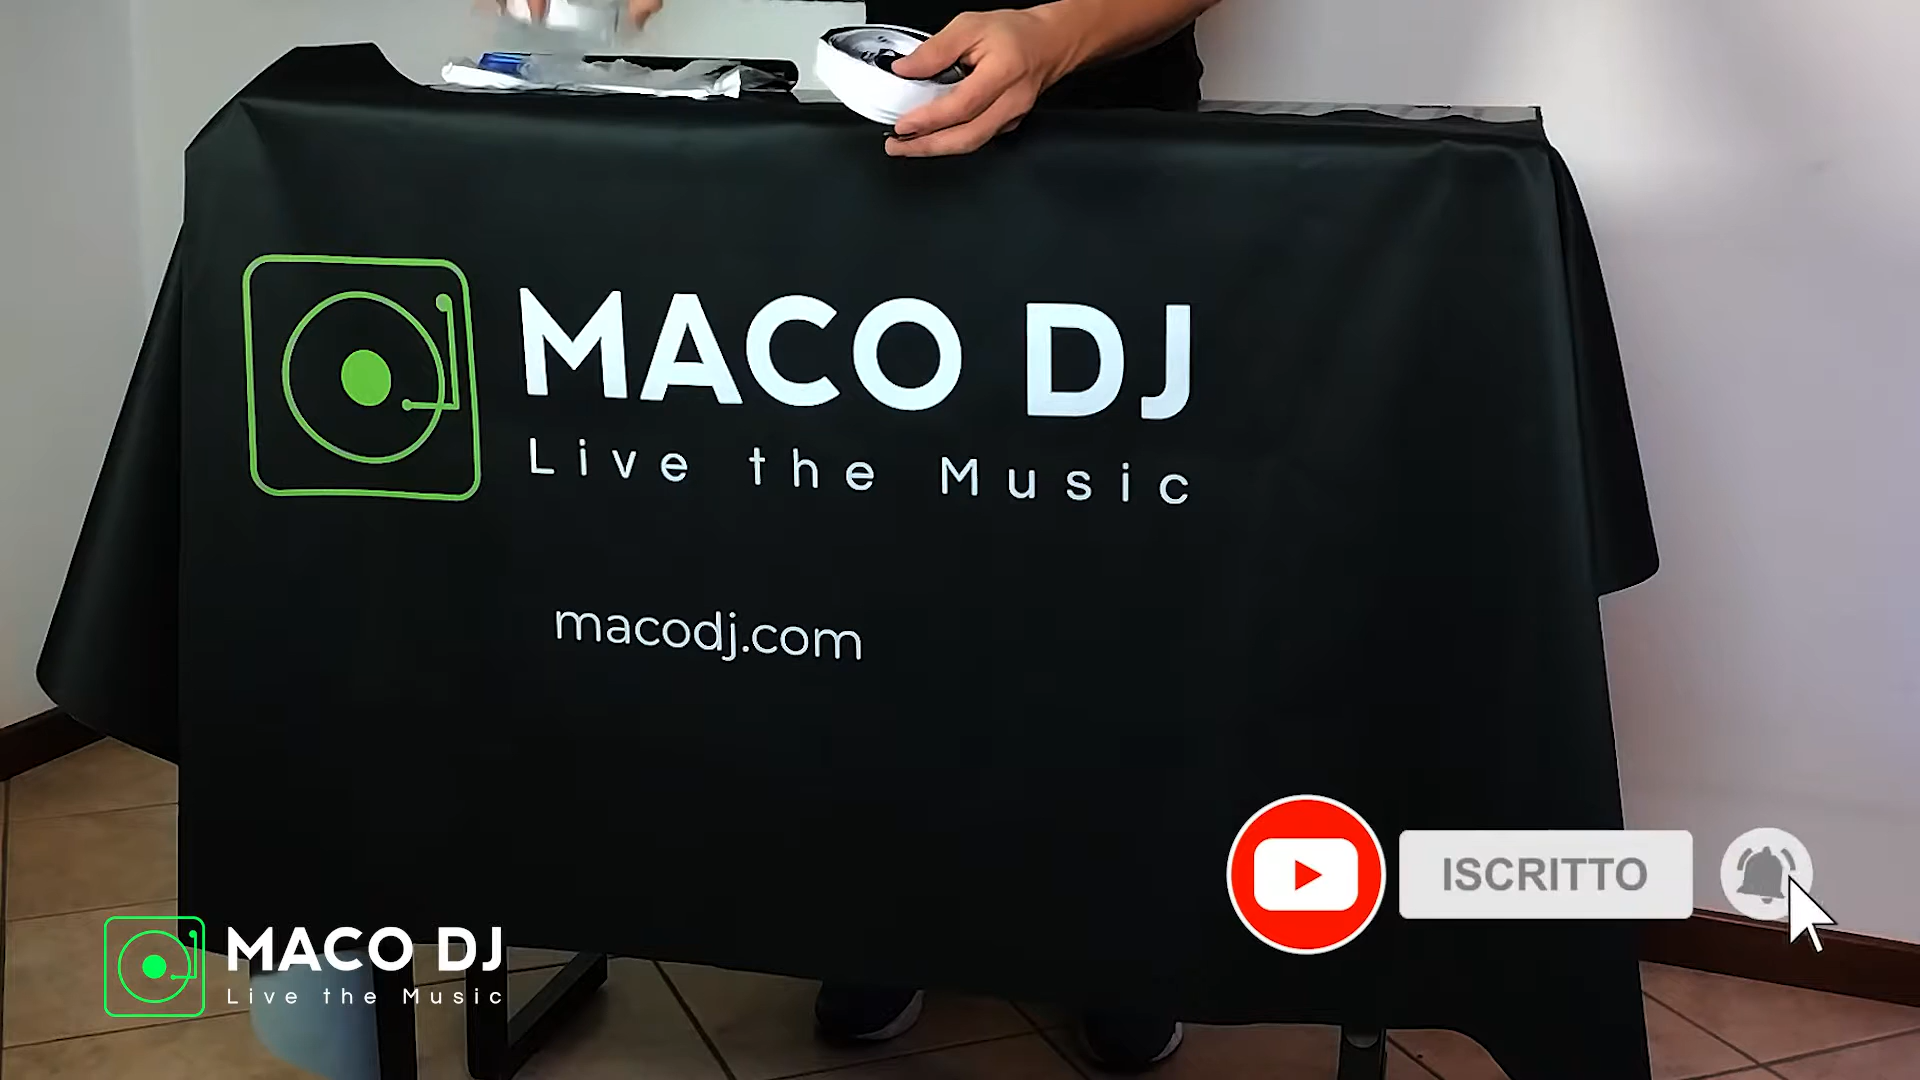 MACO DJ
Live the Music
macodj.com
ISCRITTO
MACO DJ
Live the Music